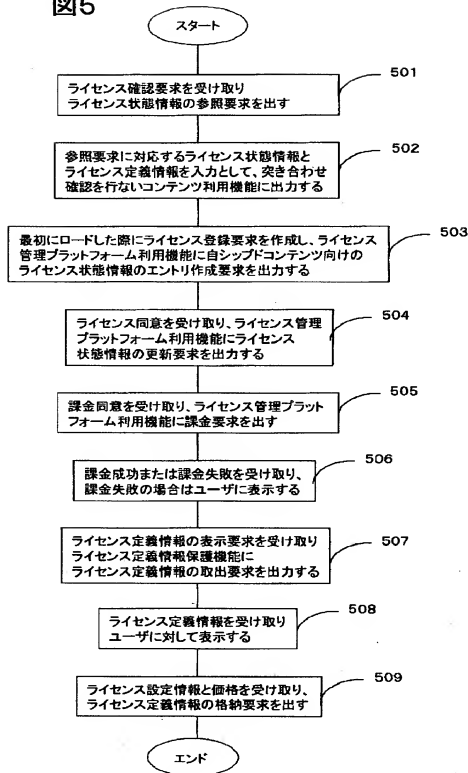 図5
スタート
501
ライセンス確認要求を受け取り
ライセンス状態情報の参照要求を出す
502
参照要求に対応するライセンス状態情報と
ライセンス定義情報を入力として、突き合わせ
確認を行ないコンテンツ利用機能に出力する
503
最初にロードした際にライセンス登録要求を作成し、ライセンス
管理プラットフォーム利用機能に自シップドコンテンツ向けの
ライセンス状態情報のエントリ作成要求を出力する
504
ライセンス同意を受け取り、ライセンス管理
プラットフォーム利用機能にライセンス
状態情報の更新要求を出力する
505
課金同意を受け取り、ライセンス管理プラット
フォーム利用機能に課金要求を出す
506
課金成功または課金失敗を受け取り、
課金失敗の場合はユーザに表示する
507
ライセンス定義情報の表示要求を受け取り
ライセンス定義情報保護機能に
ライセンス定義情報の取出要求を出力する
508
ライセンス定義情報を受け取り
ユーザに対して表示する
509
ライセンス設定情報と価格を受け取り、
ライセンス定義情報の格納要求を出す
エンド